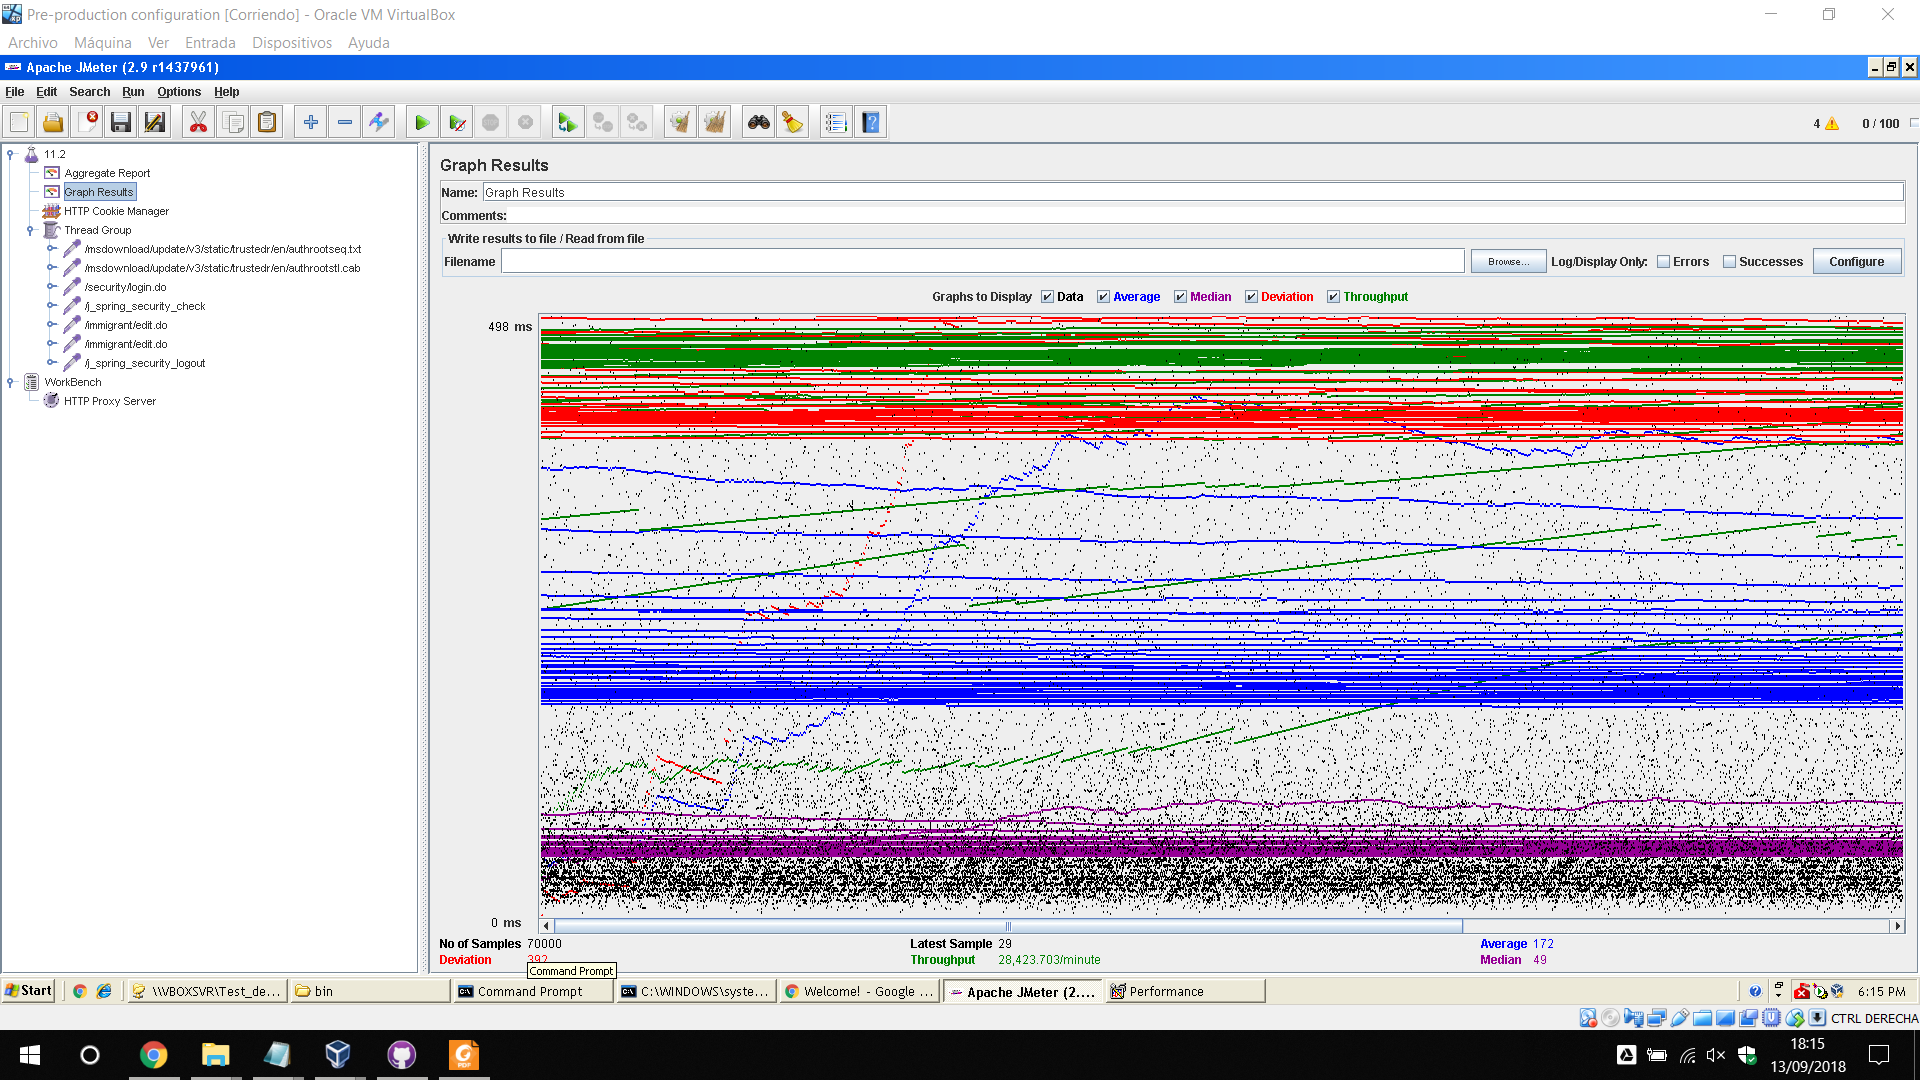 Pre-production configuration [Corriendo] - Oracle VM VirtualBox
Archivo Máquina Ver Entrada Dispositivos Ayuda
Apache JMeter (2.9 r1437961)
File Edit Search Run Options Help
4 0 / 100
11.2
Aggregate Report
Graph Results
HTTP Cookie Manager
Thread Group
/msdownload/update/v3/static/trustedr/en/authrootseq.txt
/msdownload/update/v3/static/trustedr/en/authrootstl.cab
/security/login.do
/j_spring_security_check
/immigrant/edit.do
/immigrant/edit.do
/j_spring_security_logout
WorkBench
HTTP Proxy Server
Graph Results
Name: Graph Results
Comments:
Write results to file / Read from file
Filename Browse... Log/Display Only: Errors Successes Configure
Graphs to Display Data Average Median Deviation Throughput
498 ms
0 ms
No of Samples 70000 Latest Sample 29 Average 172
Deviation 392 Throughput 28,423.703/minute Median 49
Command Prompt
Start \\VBOXSVR\Test_de... bin Command Prompt C:\WINDOWS\syste... Welcome! - Google ... Apache JMeter (2.... Performance 6:15 PM
CTRL DERECHA
PDF
18:15
13/09/2018